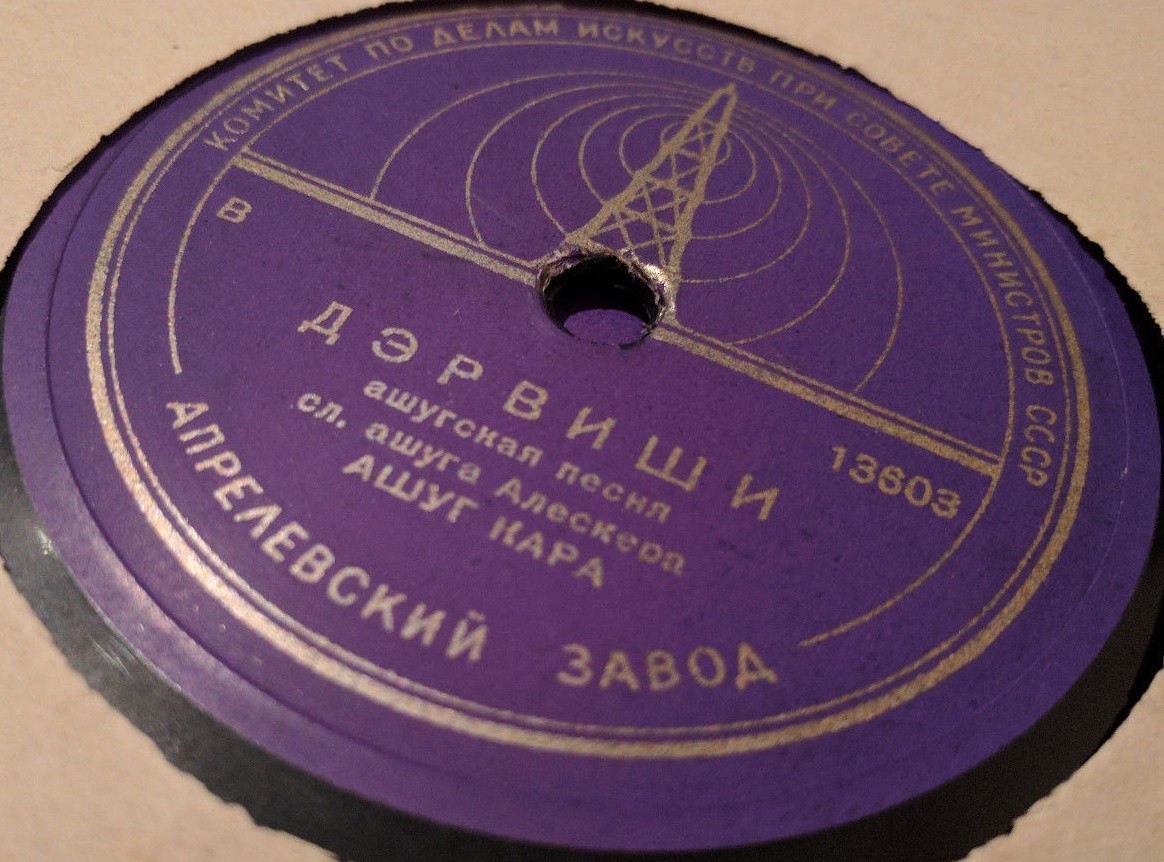 КОМИТЕТ ПО ДЕЛАМ ИСКУССТВ ПРИ СОВЕТЕ МИНИСТРОВ СССР
В
13603
ДЭРВИШИ
ашугская песня
сл. ашуга Алескера
АШУГ КАРА
АПРЕЛЕВСКИЙ ЗАВОД